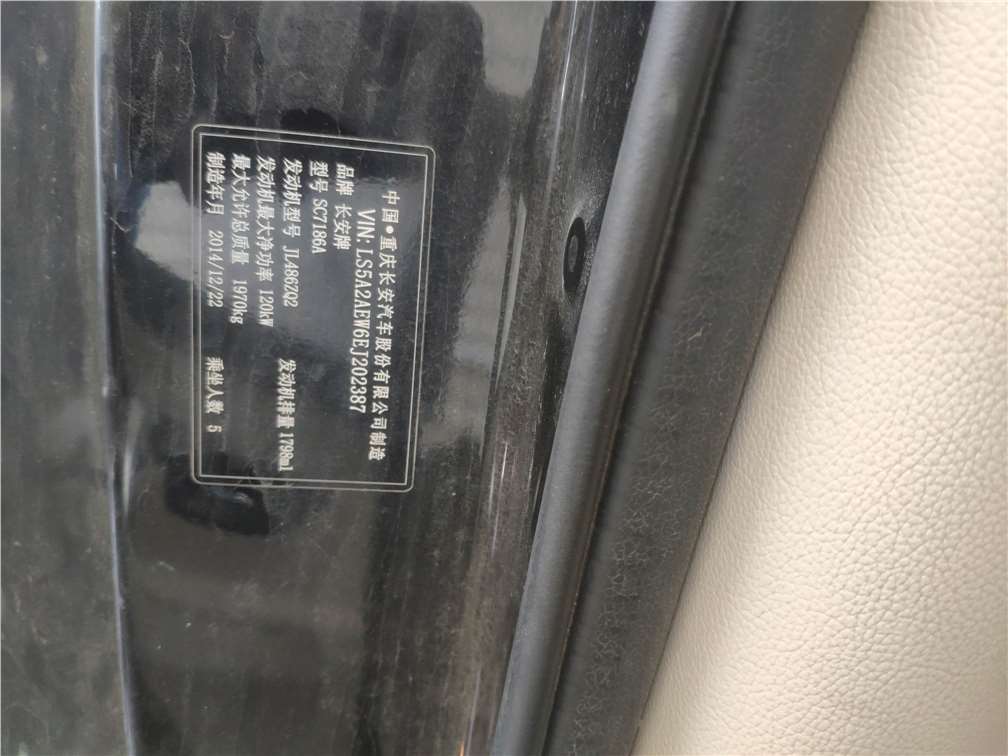 中国●重庆长安汽车股份有限公司制造
VIN: LS5A2AEW6EJ202387
品牌 长安牌
型号 SC7186A
发动机型号 JL486ZQ2 发动机排量 1798ml
发动机最大净功率 120kW
最大允许总质量 1970kg
制造年月 2014/12/22 乘坐人数 5